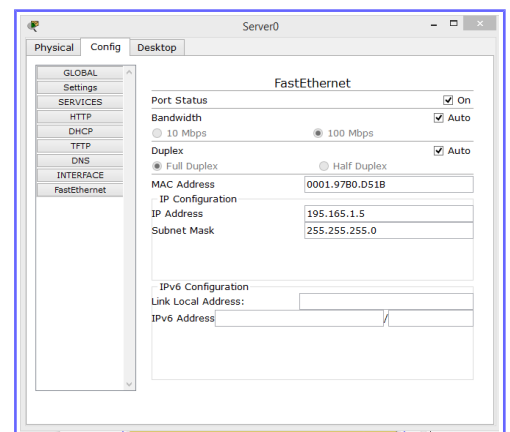 Server0
Physical Config Desktop
GLOBAL
Settings
SERVICES
HTTP
DHCP
TFTP
DNS
INTERFACE
FastEthernet
FastEthernet
Port Status On
Bandwidth Auto
10 Mbps 100 Mbps
Duplex Auto
Full Duplex Half Duplex
MAC Address 0001.97B0.D51B
IP Configuration
IP Address 195.165.1.5
Subnet Mask 255.255.255.0
IPv6 Configuration
Link Local Address:
IPv6 Address /